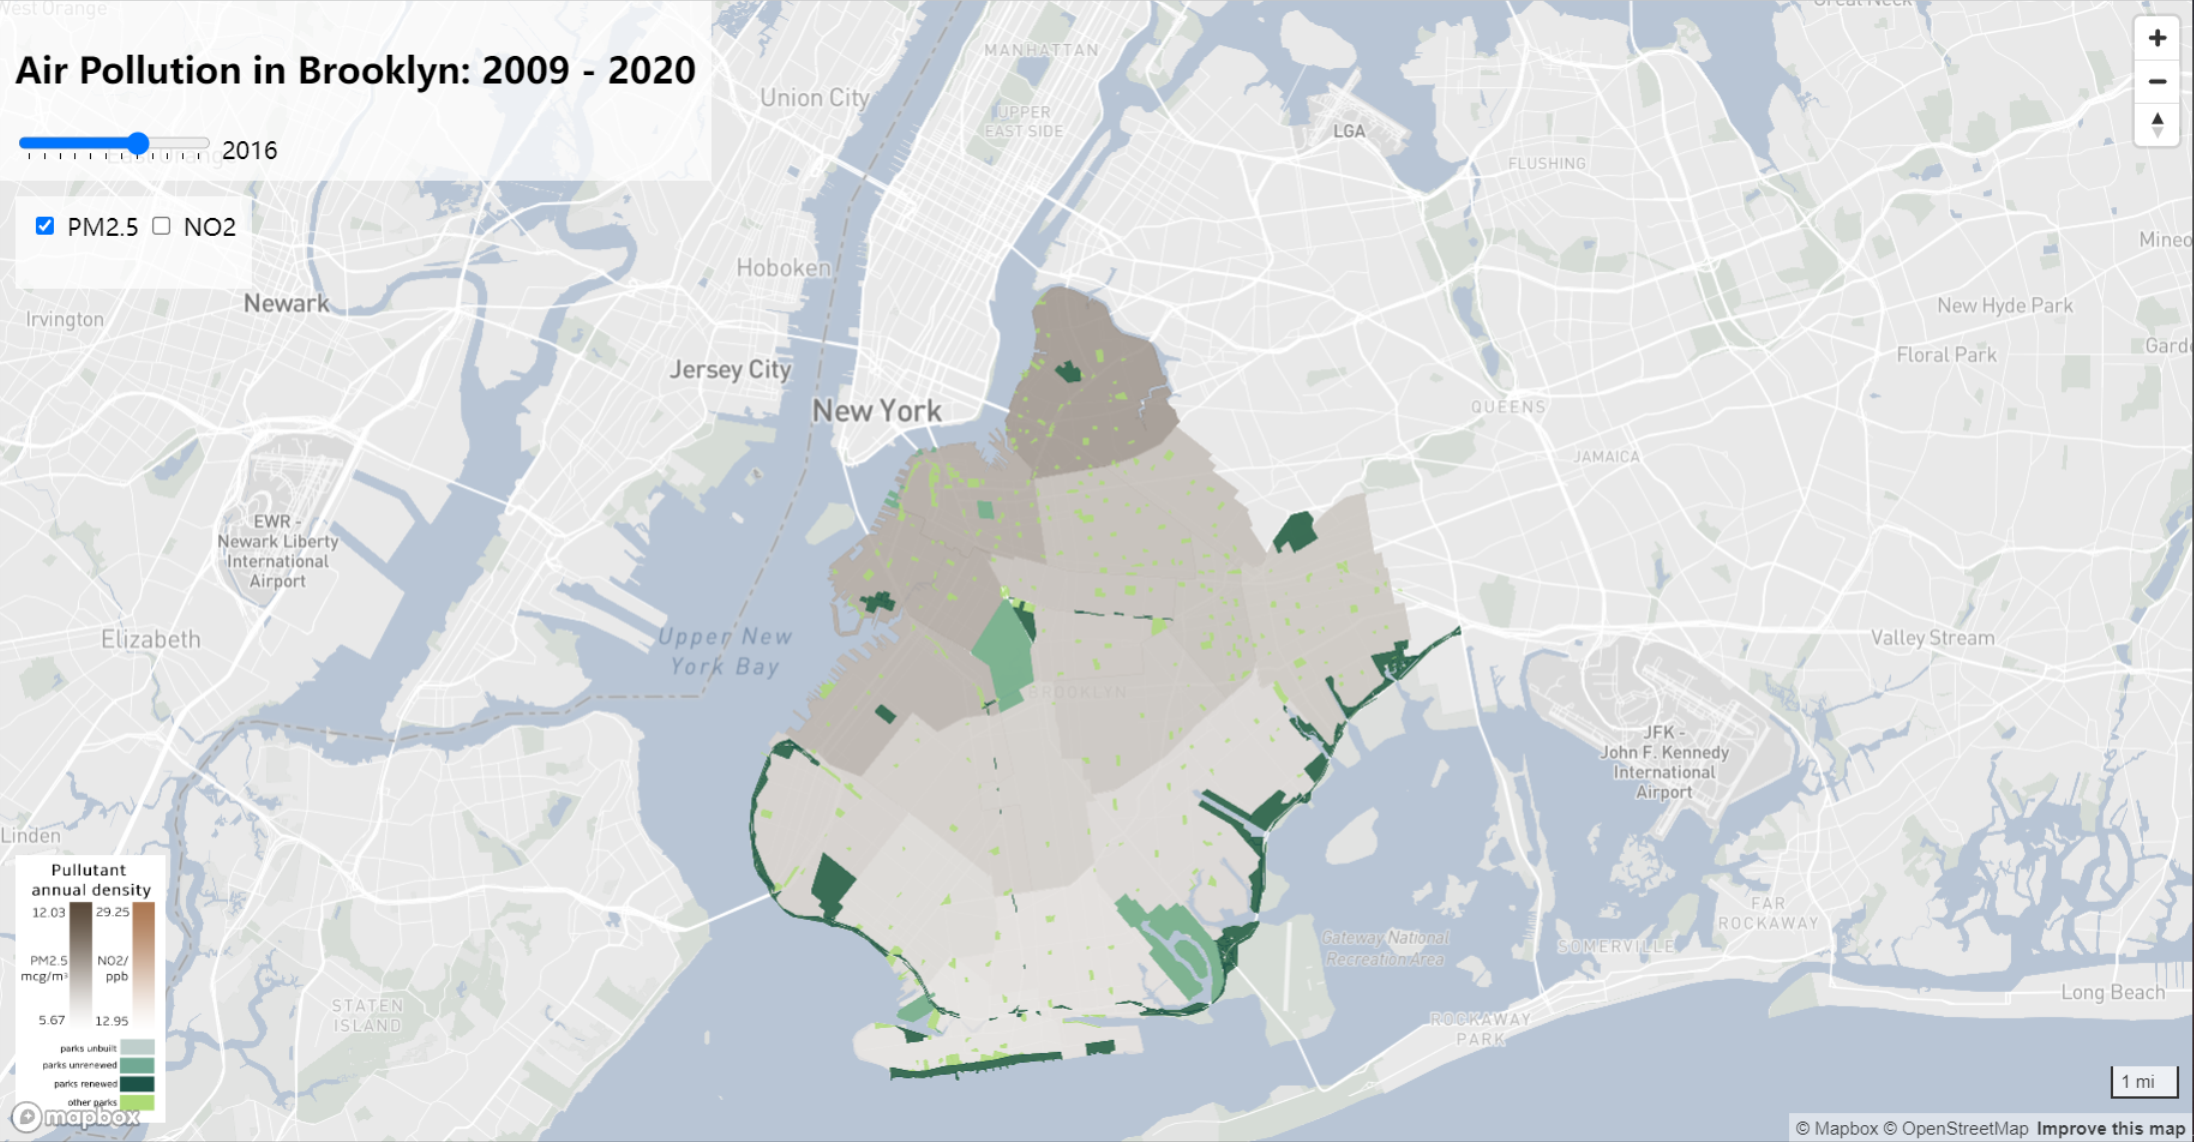 West Orange
Great Neck
MANHATTAN
Air Pollution in Brooklyn: 2009 - 2020
Union City
UPPER
EAST SIDE
LGA
2016
FLUSHING
PM2.5 NO2
Mineo
Hoboken
Newark
New Hyde Park
Irvington
Floral Park
Garde
Jersey City
New York
QUEENS
JAMAICA
EWR -
Newark Liberty
International
Airport
Elizabeth
Upper New
York Bay
Valley Stream
BROOKLYN
JFK -
John F. Kennedy
International
Airport
Linden
Pullutant
annual density
12.03 29.25
PM2.5 NO2/
mcg/m³ ppb
5.67 12.95
FAR
ROCKAWAY
Gateway National
Recreation Area
SOMERVILLE
STATEN
ISLAND
Long Beach
ROCKAWAY
PARK
parks unbuilt
parks unrenewed
parks renewed
other parks
1 mi
mapbox
© Mapbox © OpenStreetMap Improve this map